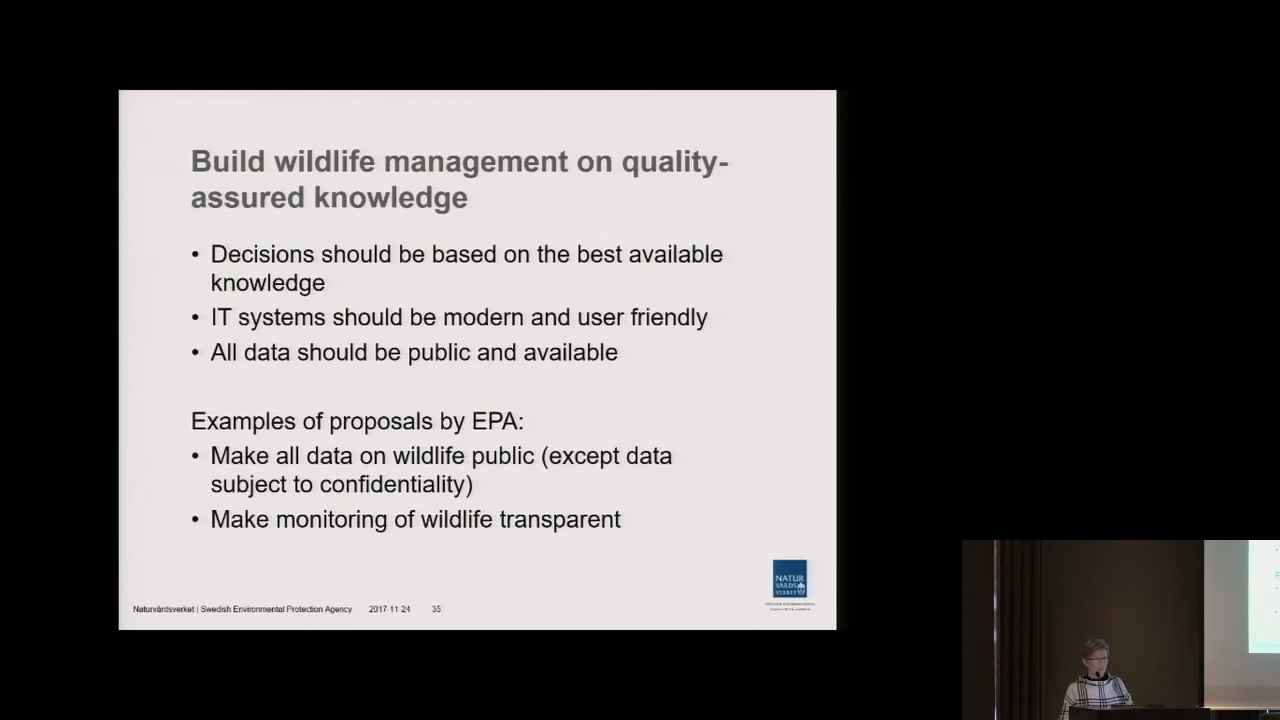 Build wildlife management on quality-
assured knowledge
• Decisions should be based on the best available
knowledge
• IT systems should be modern and user friendly
• All data should be public and available
Examples of proposals by EPA:
• Make all data on wildlife public (except data
subject to confidentiality)
• Make monitoring of wildlife transparent
Naturvårdsverket | Swedish Environmental Protection Agency 2017-11-24 35
NATUR
VÅRDS
VERKET